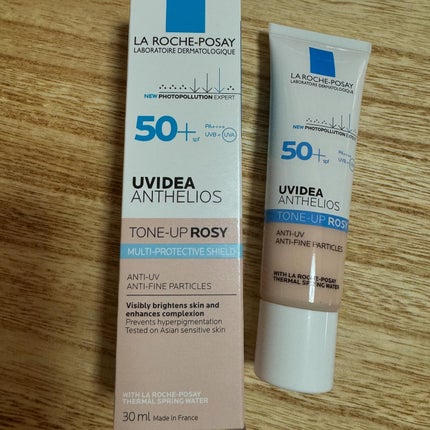 LA ROCHE-POSAY
LABORATOIRE DERMATOLOGIQUE
NEW PHOTOPOLLUTION EXPERT
50+ spf
PA++++
UVB + UVA
UVIDEA
ANTHELIOS
TONE-UP ROSY
MULTI-PROTECTIVE SHIELD
ANTI-UV
ANTI-FINE PARTICLES
Visibly brightens skin and
enhances complexion
Prevents hyperpigmentation
Tested on Asian sensitive skin
WITH LA ROCHE-POSAY
THERMAL SPRING WATER
30 ml Made in France
LA ROCHE-POSAY
LABORATOIRE DERMATOLOGIQUE
NEW PHOTOPOLLUTION EXPERT
50+ spf
PA++++
UVB + UVA
UVIDEA
ANTHELIOS
TONE-UP ROSY
ANTI-UV
ANTI-FINE PARTICLES
WITH LA ROCHE-POSAY
THERMAL SPRING WATER